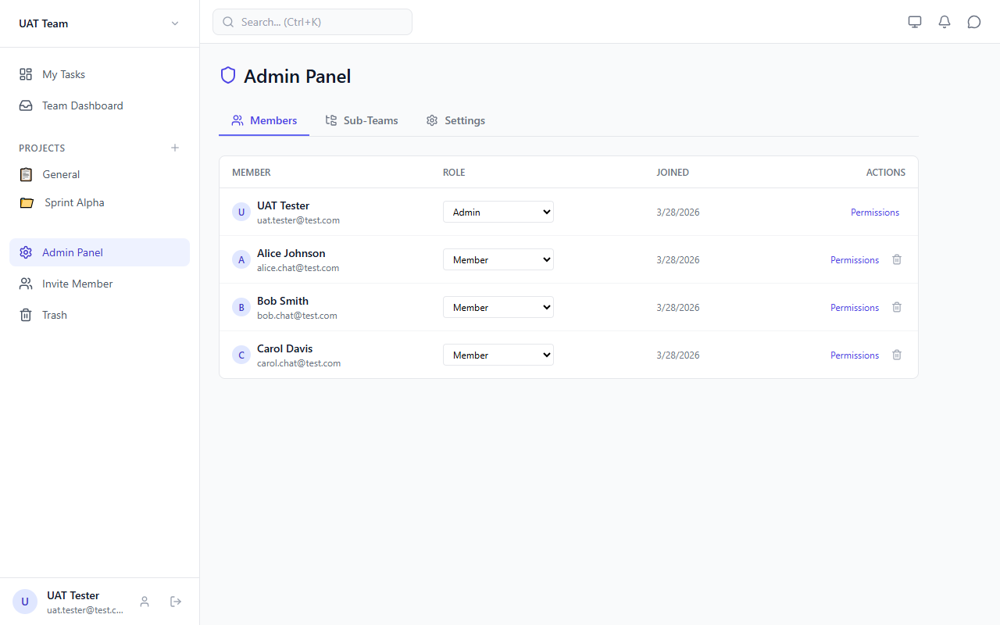 UAT Team
Search... (Ctrl+K)
My Tasks
Team Dashboard
PROJECTS
General
Sprint Alpha
Admin Panel
Invite Member
Trash
UAT Tester
uat.tester@test.c...
U
Admin Panel
Members
Sub-Teams
Settings
MEMBER ROLE JOINED ACTIONS
U UAT Tester Admin 3/28/2026 Permissions
uat.tester@test.com
A Alice Johnson Member 3/28/2026 Permissions
alice.chat@test.com
B Bob Smith Member 3/28/2026 Permissions
bob.chat@test.com
C Carol Davis Member 3/28/2026 Permissions
carol.chat@test.com